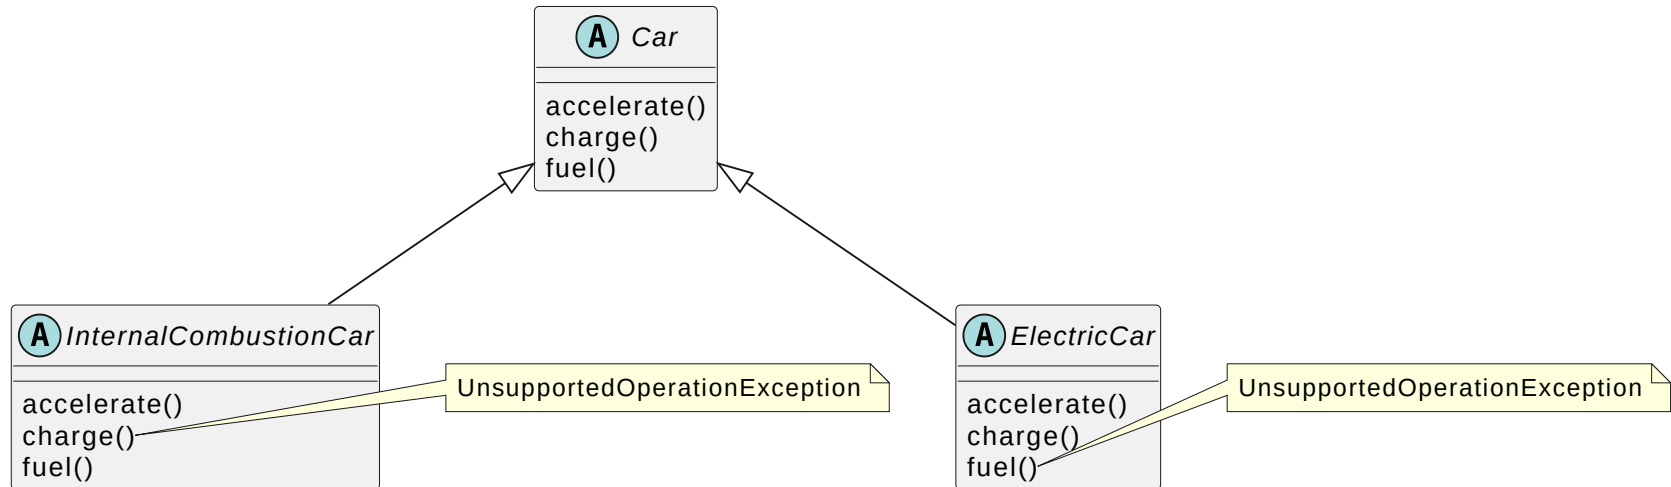 A Car
accelerate()
charge()
fuel()
A InternalCombustionCar
accelerate()
charge()
fuel()
UnsupportedOperationException
A ElectricCar
accelerate()
charge()
fuel()
UnsupportedOperationException